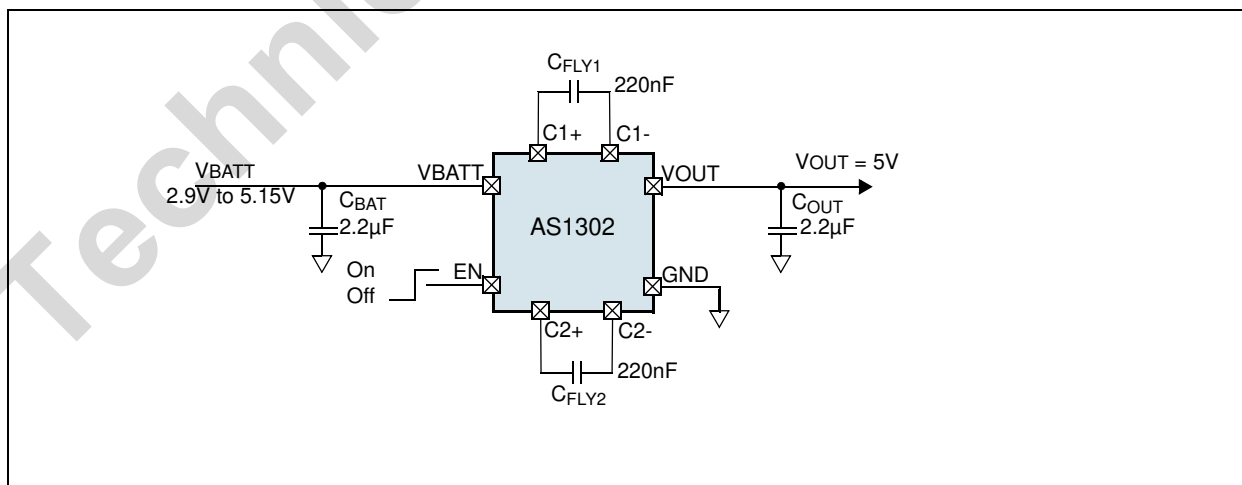 Technic
CFLY1
220nF
C1+ C1-
VBATT
2.9V to 5.15V
VBATT
VOUT
VOUT = 5V
CBAT
2.2µF
AS1302
COUT
2.2µF
On
Off
EN
GND
C2+ C2-
220nF
CFLY2